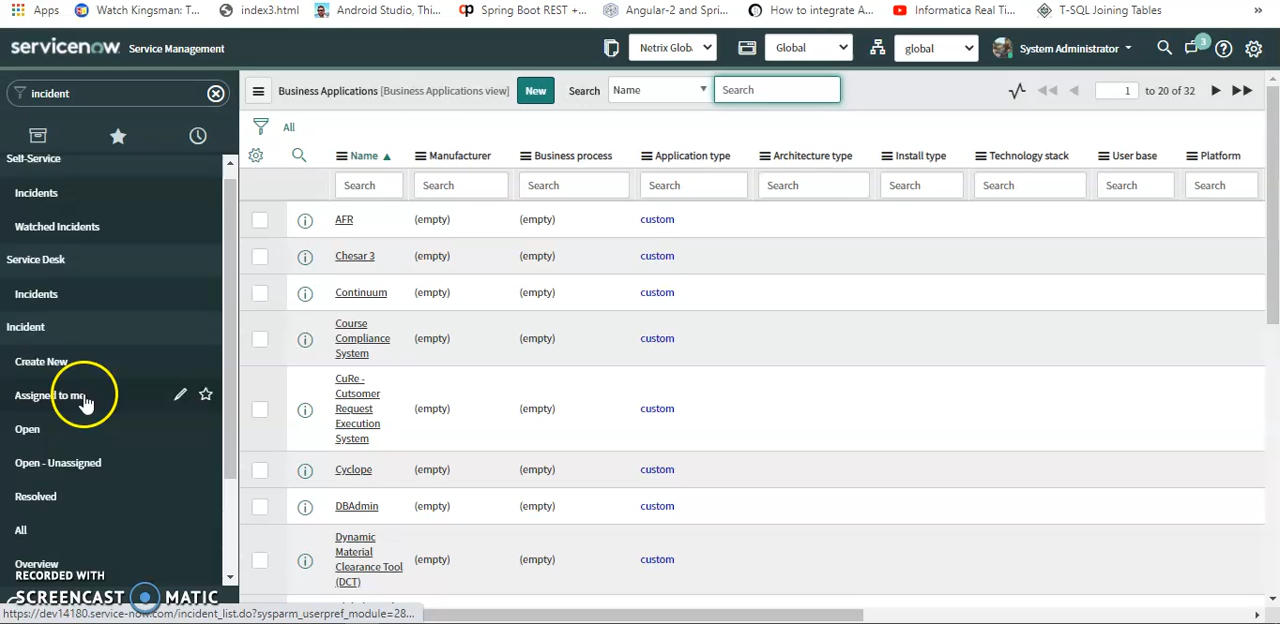 Apps Watch Kingsman: T... index3.html Android Studio, Thi... Spring Boot REST +... Angular-2 and Spri... How to integrate A... Informatica Real Ti... T-SQL Joining Tables »
servicenow Service Management Netrix Glob. Global global System Administrator 3
incident
Business Applications [Business Applications view] New Search Name Search 1 to 20 of 32
All
Self-Service
Incidents
Watched Incidents
Service Desk
Incidents
Incident
Create New
Assigned to me
Open
Open - Unassigned
Resolved
All
Overview
Name Manufacturer Business process Application type Architecture type Install type Technology stack User base Platform
Search Search Search Search Search Search Search Search Search
AFR (empty) (empty) custom
Chesar 3 (empty) (empty) custom
Continuum (empty) (empty) custom
Course
Compliance
System (empty) (empty) custom
CuRe -
Cutsomer
Request
Execution
System (empty) (empty) custom
Cyclope (empty) (empty) custom
DBAdmin (empty) (empty) custom
Dynamic
Material
Clearance Tool
(DCT) (empty) (empty) custom
RECORDED WITH
SCREENCAST MATIC
https://dev14180.service-now.com/incident_list.do?sysparm_userpref_module=28...